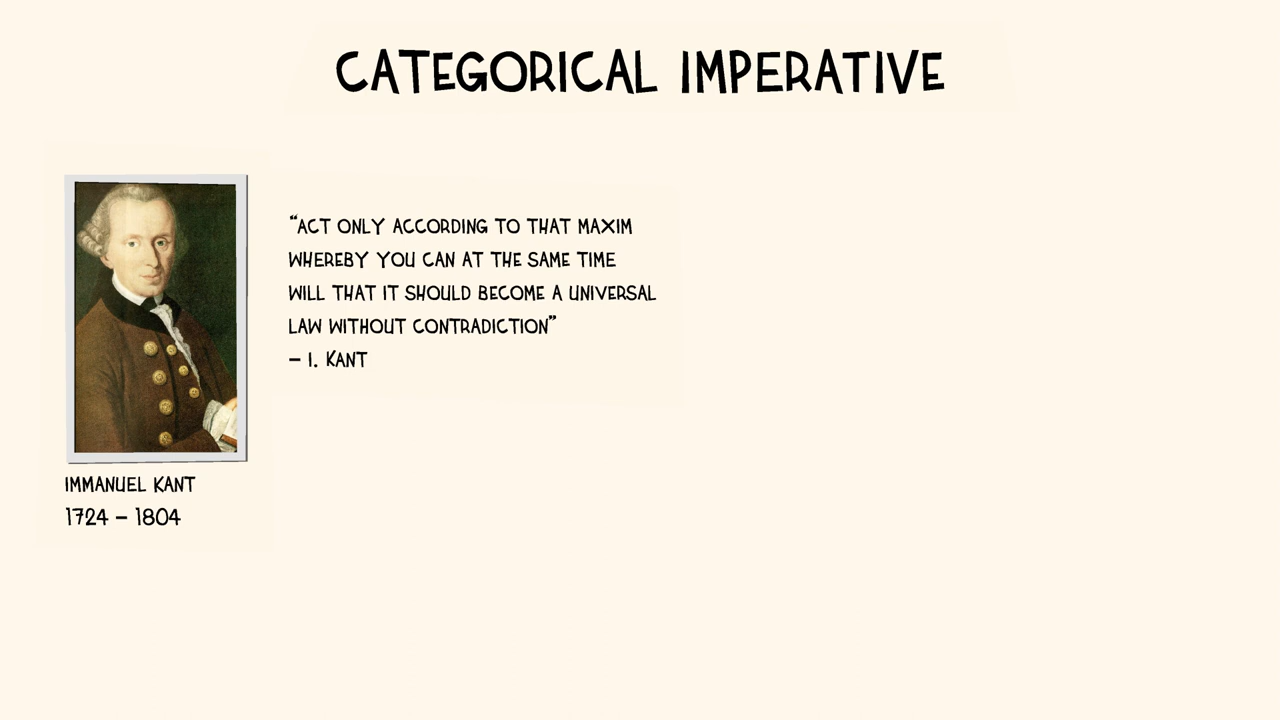 CATEGORICAL IMPERATIVE
“ACT ONLY ACCORDING TO THAT MAXIM
WHEREBY YOU CAN AT THE SAME TIME
WILL THAT IT SHOULD BECOME A UNIVERSAL
LAW WITHOUT CONTRADICTION”
– I. KANT
IMMANUEL KANT
1724 – 1804